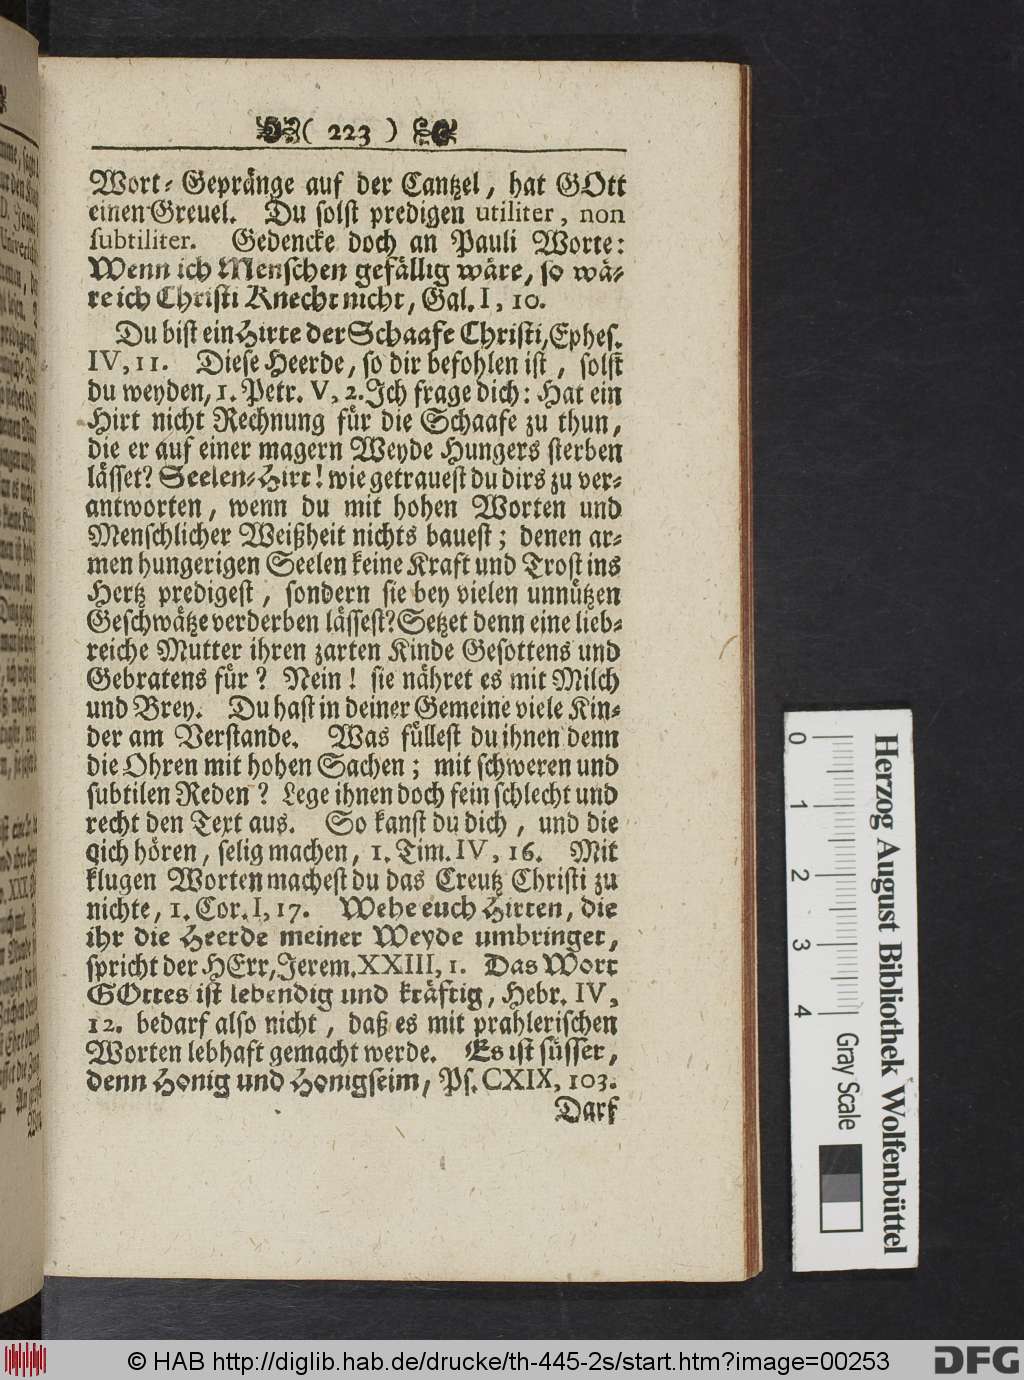 ( 223 )
Wort-Gepränge auf der Cantzel, hat GOtt
einen Greuel. Du solst predigen utiliter, non
subtiliter. Gedencke doch an Pauli Worte:
Wenn ich Menschen gefällig wäre, so wä-
re ich Christi Knecht nicht, Gal. I, 10.
Du bist ein Hirte der Schaafe Christi, Ephes.
IV, 11. Diese Heerde, so dir befohlen ist, solst
du weyden, 1. Petr. V, 2. Ich frage dich: Hat ein
Hirt nicht Rechnung für die Schaafe zu thun,
die er auf einer magern Weyde Hungers sterben
lässet? Seelen-Hirt! wie getrauest du dirs zu ver-
antworten, wenn du mit hohen Worten und
Menschlicher Weißheit nichts bauest; denen ar-
men hungerigen Seelen keine Kraft und Trost ins
Hertz predigest, sondern sie bey vielen unnützen
Geschwätze verderben lässest? Setzet denn eine lieb-
reiche Mutter ihren zarten Kinde Gesottens und
Gebratens für? Nein! sie nähret es mit Milch
und Brey. Du hast in deiner Gemeine viele Kin-
der am Verstande. Was füllest du ihnen denn
die Ohren mit hohen Sachen; mit schweren und
subtilen Reden? Lege ihnen doch fein schlecht und
recht den Text aus. So kanst du dich, und die
dich hören, selig machen, 1. Tim. IV, 16. Mit
klugen Worten machest du das Creutz Christi zu
nichte, 1. Cor. I, 17. Wehe euch Hirten, die
ihr die Heerde meiner Weyde umbringet,
spricht der HErr, Jerem. XXIII, 1. Das Wort
GOttes ist lebendig und kräftig, Hebr. IV,
12. bedarf also nicht, daß es mit prahlerischen
Worten lebhaft gemacht werde. Es ist süsser,
denn Honig und Honigseim, Ps. CXIX, 103.
Darf
0 1 2 3 4
Gray Scale
Herzog August Bibliothek Wolfenbüttel
© HAB http://diglib.hab.de/drucke/th-445-2s/start.htm?image=00253
DFG